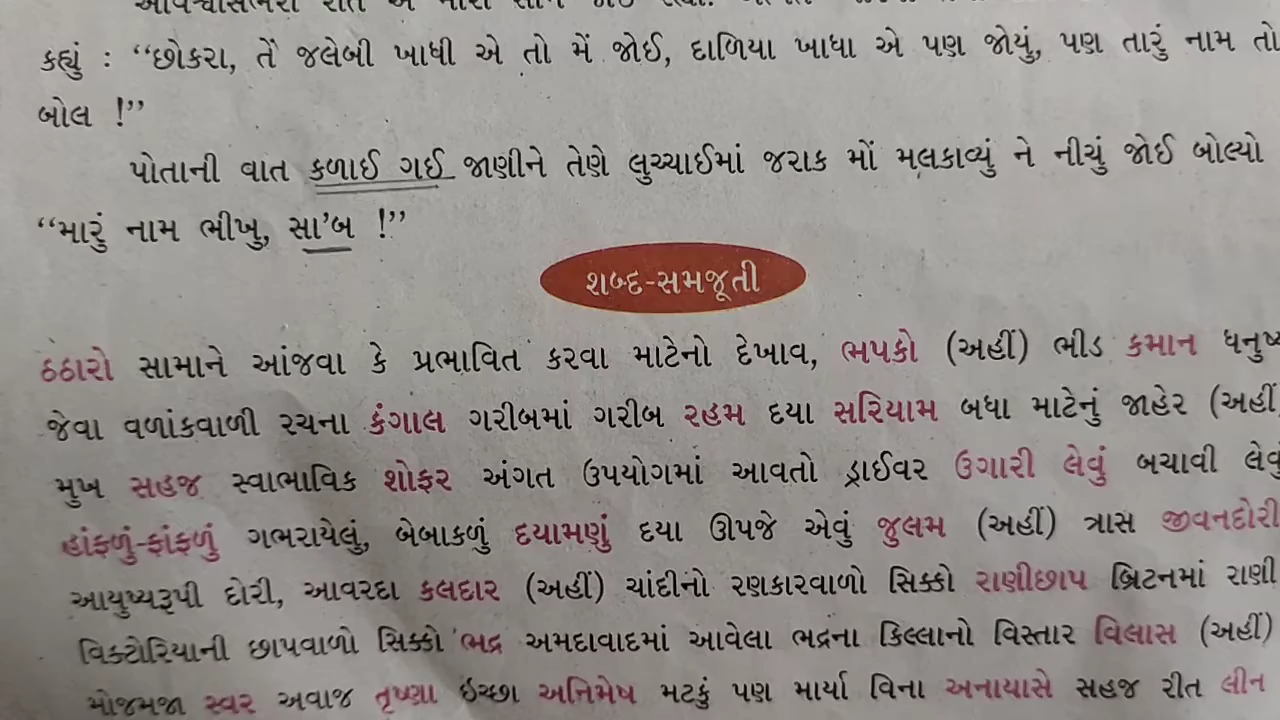 કહ્યું : “છોકરા, તેં જલેબી ખાધી એ તો મેં જોઈ, દાળિયા ખાધા એ પણ જોયું, પણ તારું નામ તો
બોલ !”
પોતાની વાત કળાઈ ગઈ જાણીને તેણે લુચ્ચાઈમાં જરાક મોં મલકાવ્યું ને નીચું જોઈ બોલ્યો
“મારું નામ ભીખુ, સા’બ !”
શબ્દ-સમજૂતી
ઠઠારો સામાને આંજવા કે પ્રભાવિત કરવા માટેનો દેખાવ, ભપકો (અહીં) ભીડ કમાન ધનુષ્ય
જેવા વળાંકવાળી રચના કંગાલ ગરીબમાં ગરીબ રહમ દયા સરિયામ બધા માટેનું જાહેર (અહીં
મુખ સહજ સ્વાભાવિક શોફર અંગત ઉપયોગમાં આવતો ડ્રાઈવર ઉગારી લેવું બચાવી લેવું
હાંફળું-ફાંફળું ગભરાયેલું, બેબાકળું દયામણું દયા ઊપજે એવું જુલમ (અહીં) ત્રાસ જીવનદોરી
આયુષ્યરૂપી દોરી, આવરદા કલદાર (અહીં) ચાંદીનો રણકારવાળો સિક્કો રાણીછાપ બ્રિટનમાં રાણી
વિક્ટોરિયાની છાપવાળો સિક્કો ભદ્ર અમદાવાદમાં આવેલા ભદ્રના કિલ્લાનો વિસ્તાર વિલાસ (અહીં)
મોજમજા સ્વર અવાજ તૃષ્ણા ઇચ્છા અનિમેષ મટકું પણ માર્યા વિના અનાયાસે સહજ રીતે લીન